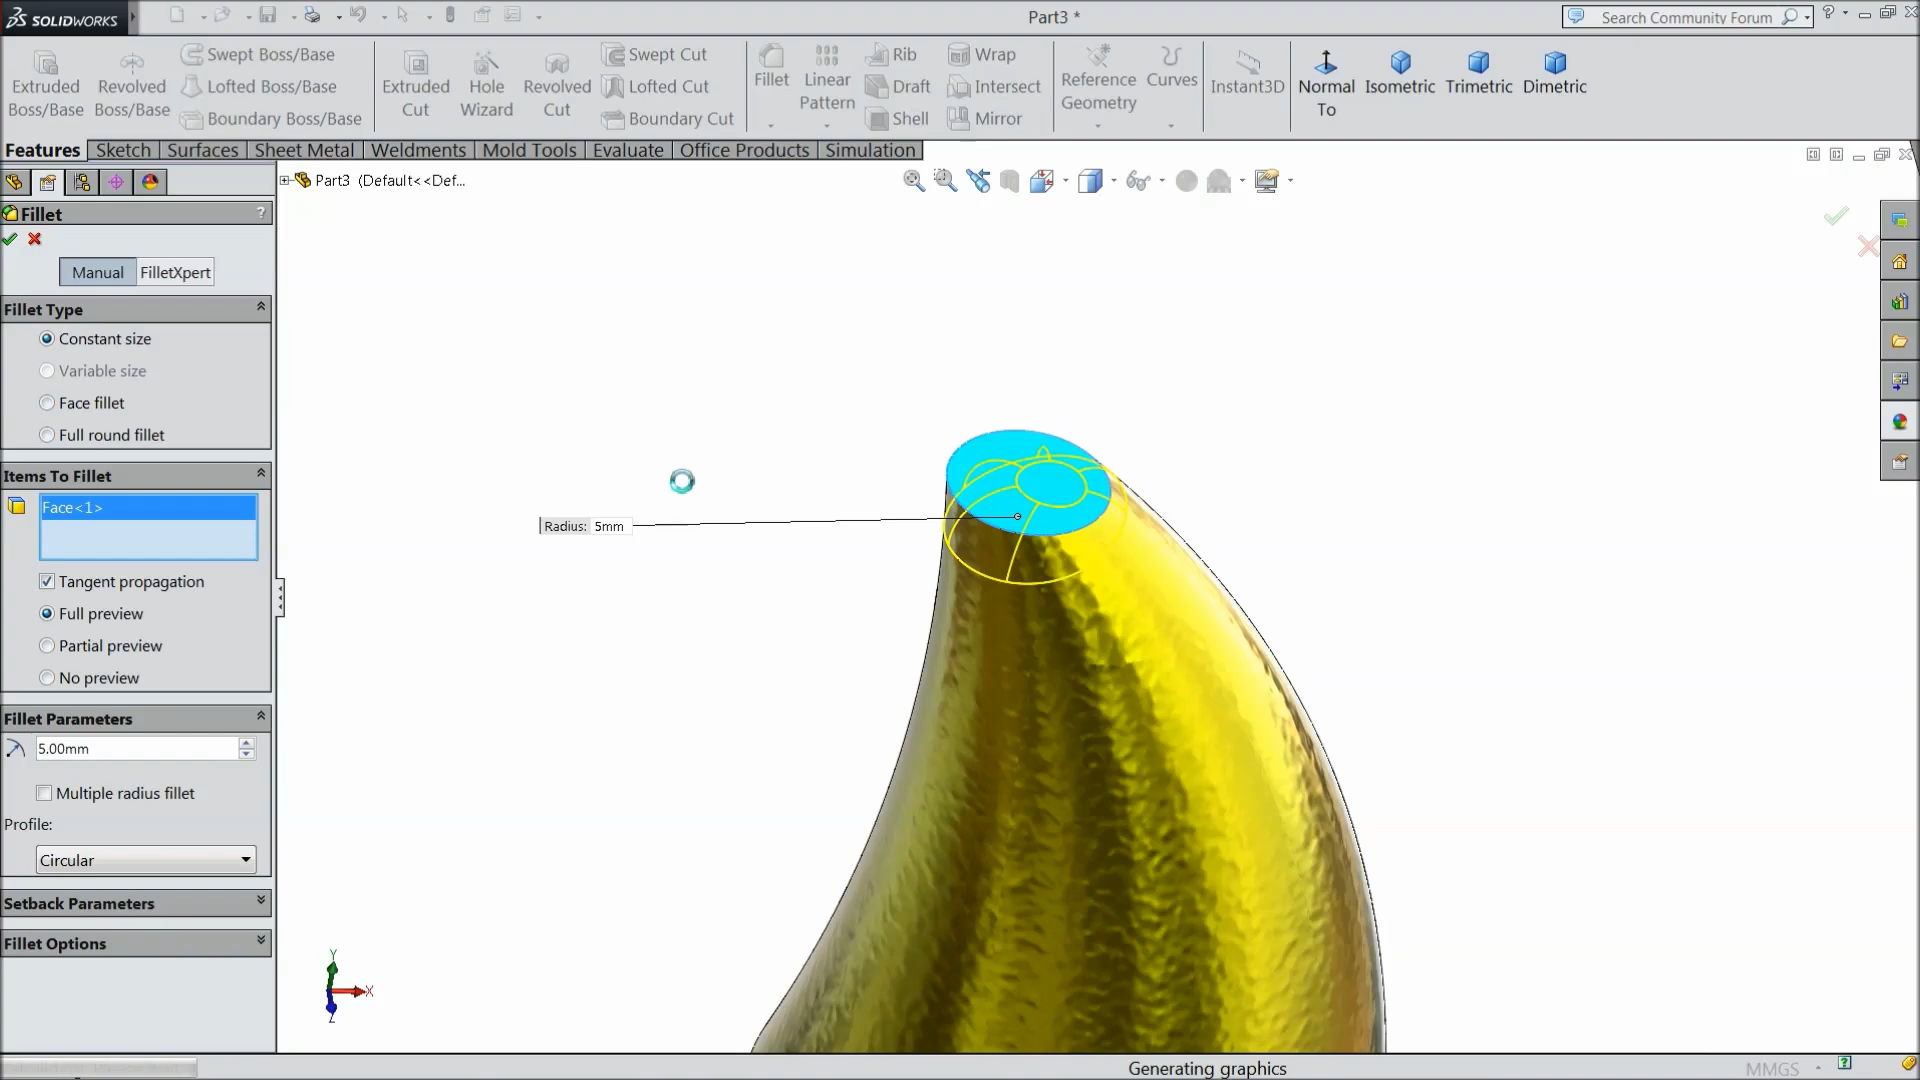 SOLIDWORKS
Part3 *
Search Community Forum
?
Extruded Boss/Base
Revolved Boss/Base
Swept Boss/Base
Lofted Boss/Base
Boundary Boss/Base
Extruded Cut
Hole Wizard
Revolved Cut
Swept Cut
Lofted Cut
Boundary Cut
Fillet
Linear Pattern
Rib
Draft
Shell
Wrap
Intersect
Mirror
Reference Geometry
Curves
Instant3D
Normal To
Isometric
Trimetric
Dimetric
Features
Sketch
Surfaces
Sheet Metal
Weldments
Mold Tools
Evaluate
Office Products
Simulation
Part3 (Default<<Def...
Fillet
?
Manual
FilletXpert
Fillet Type
Constant size
Variable size
Face fillet
Full round fillet
Items To Fillet
Face<1>
Tangent propagation
Full preview
Partial preview
No preview
Fillet Parameters
5.00mm
Multiple radius fillet
Profile:
Circular
Setback Parameters
Fillet Options
Radius: 5mm
Y
X
Z
Generating graphics
MMGS
?